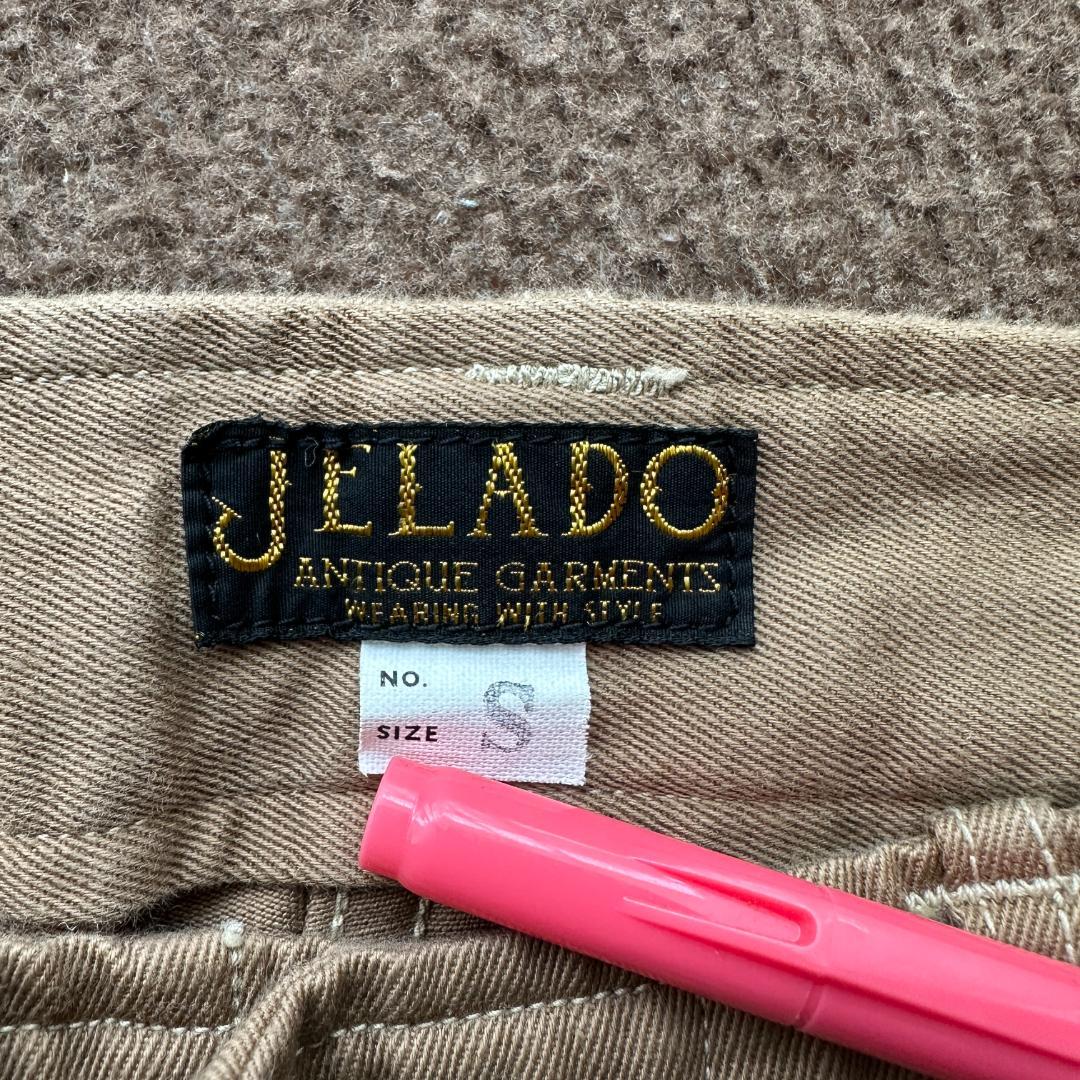 JELADO
ANTIQUE GARMENTS
WEARING WITH STYLE
NO.
SIZE S